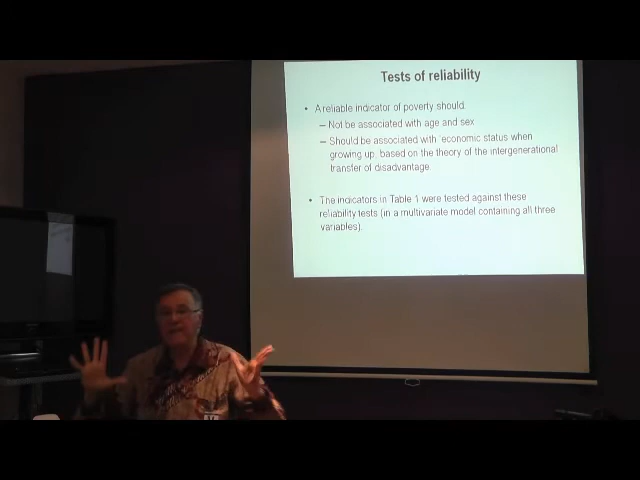 Tests of reliability
• A reliable indicator of poverty should:
– Not be associated with age and sex
– Should be associated with 'economic status when
growing up' based on the theory of the intergenerational
transfer of disadvantage.
• The indicators in Table 1 were tested against these
reliability tests (in a multivariate model containing all three
variables).